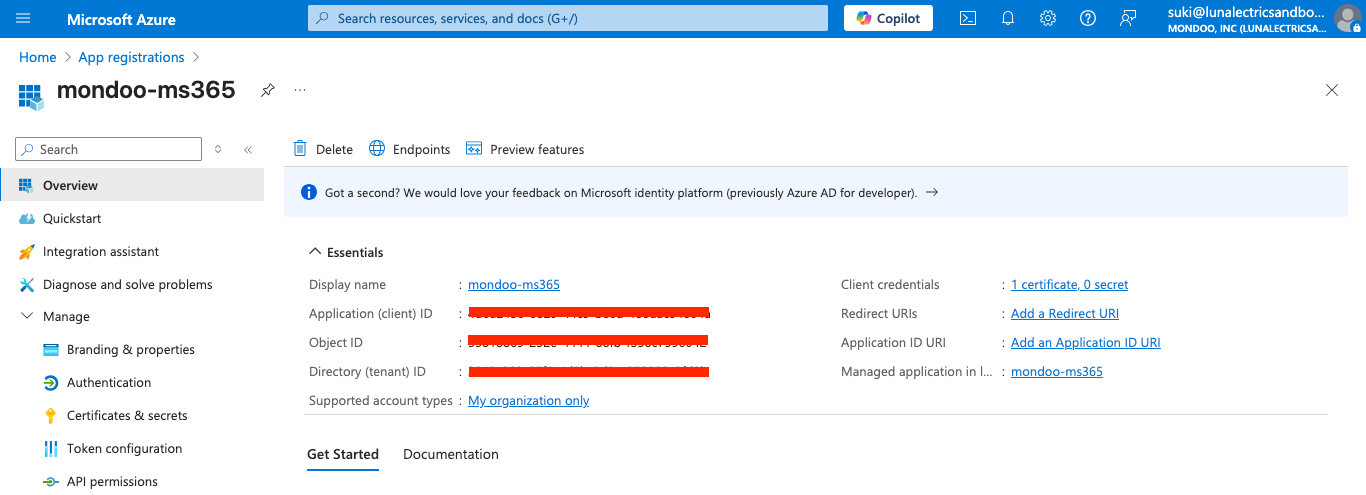 Microsoft Azure
Search resources, services, and docs (G+/)
Copilot
suki@lunalectricsandbo...
MONDOO, INC (LUNALECTRICSA...
Home > App registrations >
mondoo-ms365
Search
Overview
Quickstart
Integration assistant
Diagnose and solve problems
Manage
Branding & properties
Authentication
Certificates & secrets
Token configuration
API permissions
Delete
Endpoints
Preview features
Got a second? We would love your feedback on Microsoft identity platform (previously Azure AD for developer).
Essentials
Display name : mondoo-ms365
Application (client) ID :
Object ID :
Directory (tenant) ID :
Supported account types : My organization only
Client credentials : 1 certificate, 0 secret
Redirect URIs : Add a Redirect URI
Application ID URI : Add an Application ID URI
Managed application in l... : mondoo-ms365
Get Started
Documentation